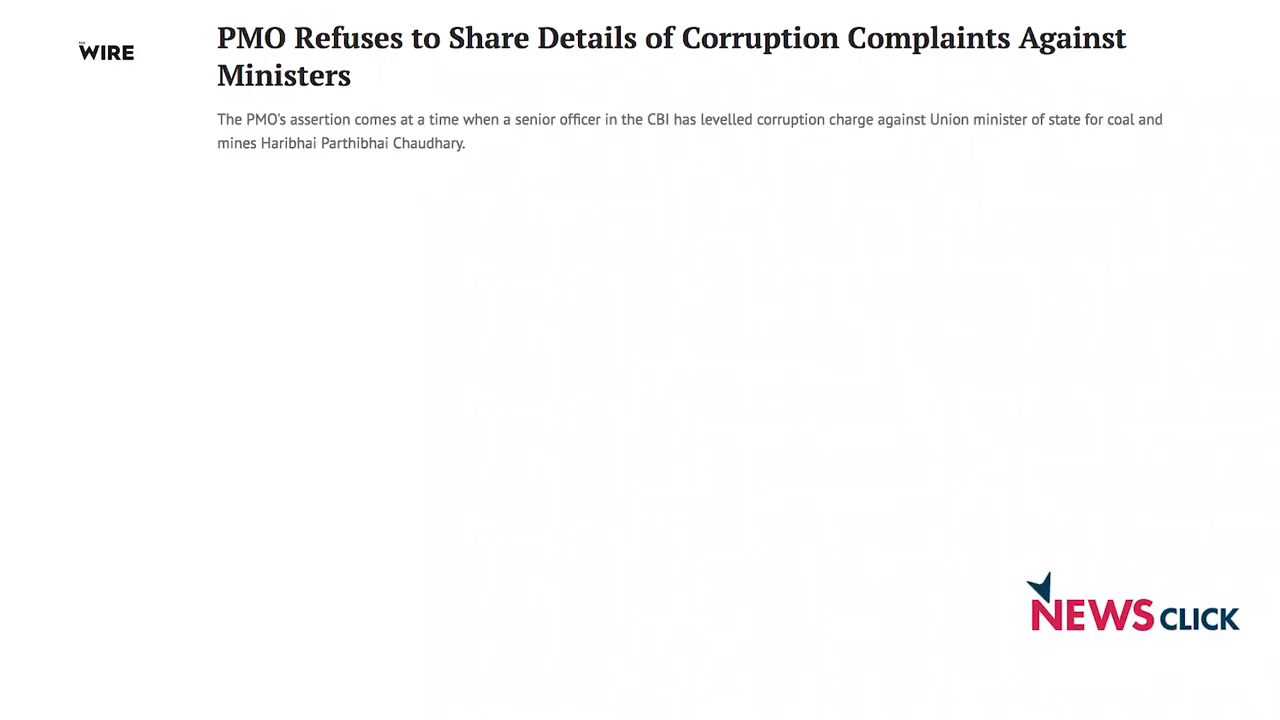 THE
WIRE
PMO Refuses to Share Details of Corruption Complaints Against
Ministers
The PMO's assertion comes at a time when a senior officer in the CBI has levelled corruption charge against Union minister of state for coal and
mines Haribhai Parthibhai Chaudhary.
NEWS CLICK